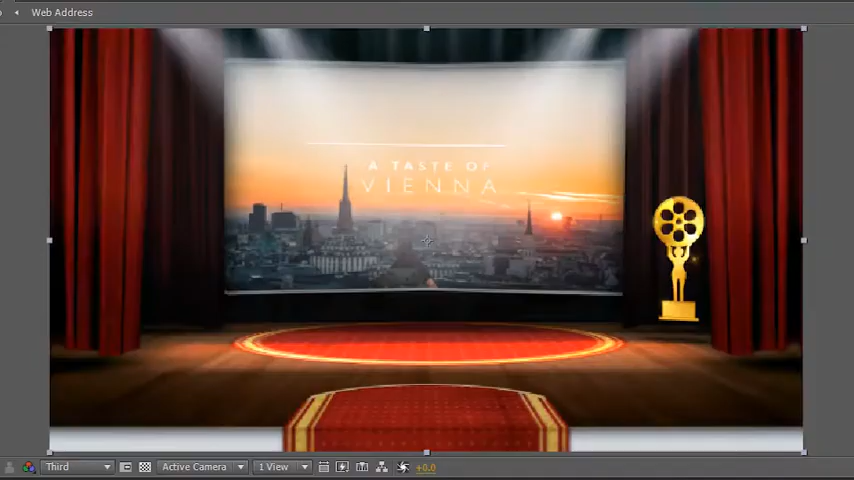 Web Address
A TASTE OF
VIENNA
Third
Active Camera
1 View
+0.0